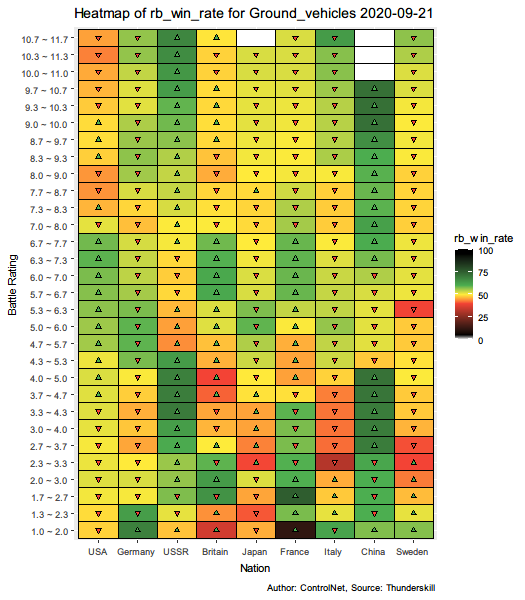 Heatmap of rb_win_rate for Ground_vehicles 2020-09-21
Battle Rating
10.7 ~ 11.7
10.3 ~ 11.3
10.0 ~ 11.0
9.7 ~ 10.7
9.3 ~ 10.3
9.0 ~ 10.0
8.7 ~ 9.7
8.3 ~ 9.3
8.0 ~ 9.0
7.7 ~ 8.7
7.3 ~ 8.3
7.0 ~ 8.0
6.7 ~ 7.7
6.3 ~ 7.3
6.0 ~ 7.0
5.7 ~ 6.7
5.3 ~ 6.3
5.0 ~ 6.0
4.7 ~ 5.7
4.3 ~ 5.3
4.0 ~ 5.0
3.7 ~ 4.7
3.3 ~ 4.3
3.0 ~ 4.0
2.7 ~ 3.7
2.3 ~ 3.3
2.0 ~ 3.0
1.7 ~ 2.7
1.3 ~ 2.3
1.0 ~ 2.0
USA Germany USSR Britain Japan France Italy China Sweden
Nation
rb_win_rate
100
75
50
25
0
Author: ControlNet, Source: Thunderskill